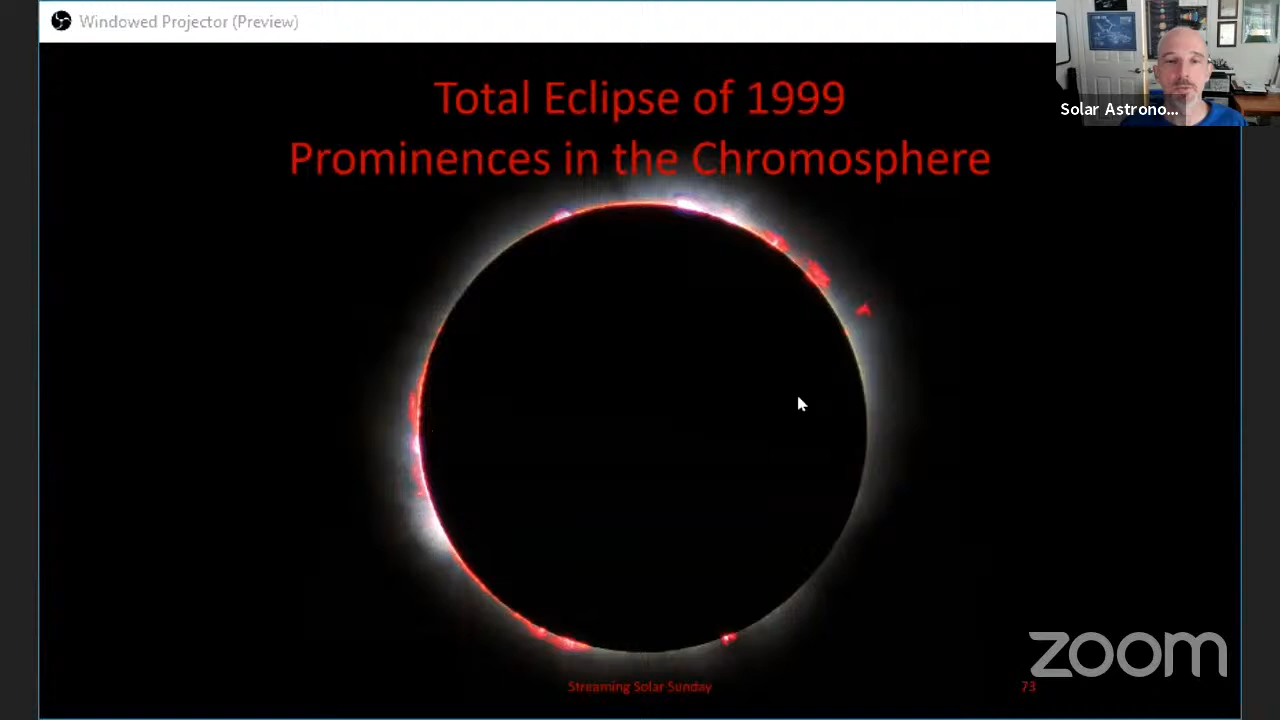 Windowed Projector (Preview)
Solar Astrono...
Total Eclipse of 1999
Prominences in the Chromosphere
Streaming Solar Sunday
73
zoom